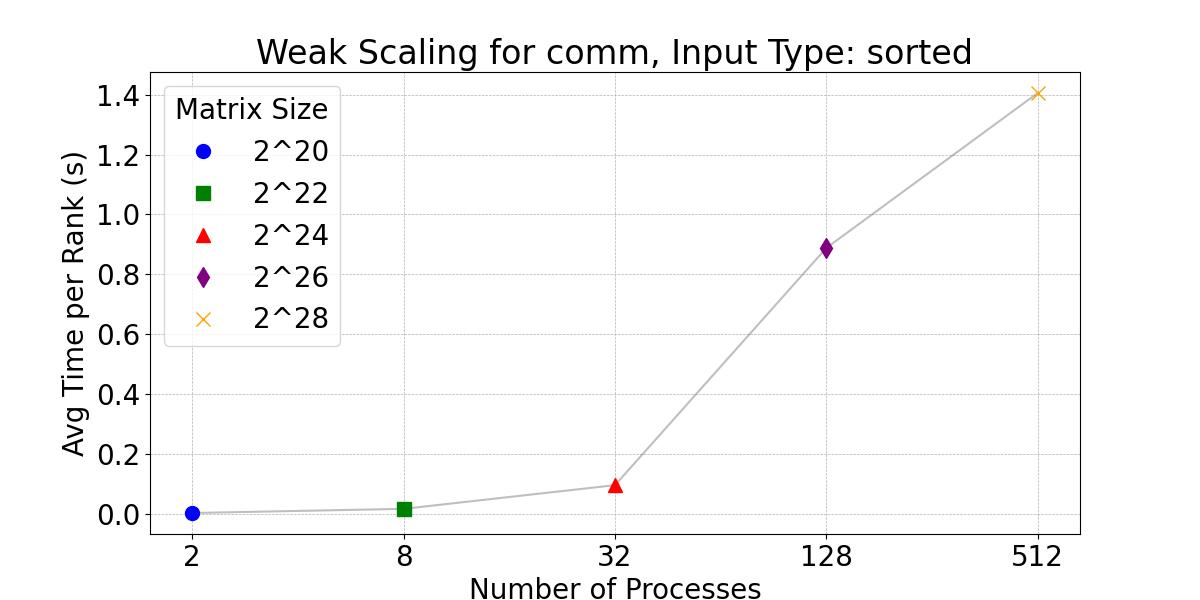 Weak Scaling for comm, Input Type: sorted
Avg Time per Rank (s)
1.4
1.2
1.0
0.8
0.6
0.4
0.2
0.0
Matrix Size
2^20
2^22
2^24
2^26
2^28
2 8 32 128 512
Number of Processes